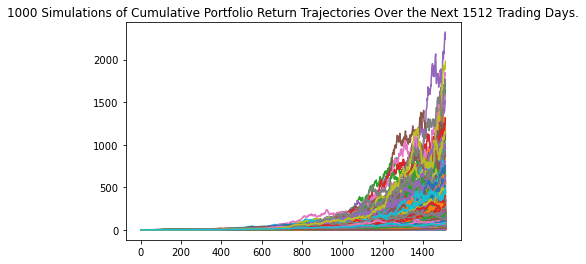 1000 Simulations of Cumulative Portfolio Return Trajectories Over the Next 1512 Trading Days.
2000
1500
1000
500
0
0 200 400 600 800 1000 1200 1400